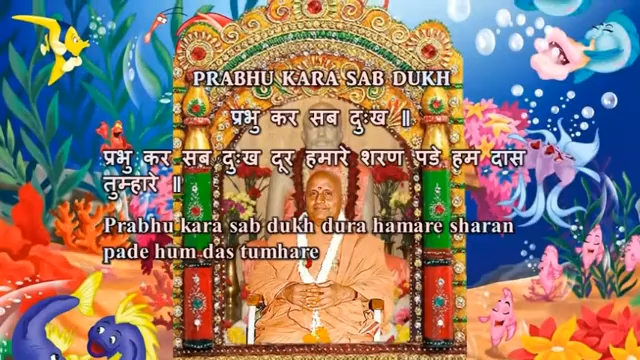 PRABHU KARA SAB DUKH
प्रभु कर सब दुःख ॥
प्रभु कर सब दुःख दूर हमारे शरण पडे हम दास
तुम्हारे ॥
Prabhu kara sab dukh dura hamare sharan
pade hum das tumhare